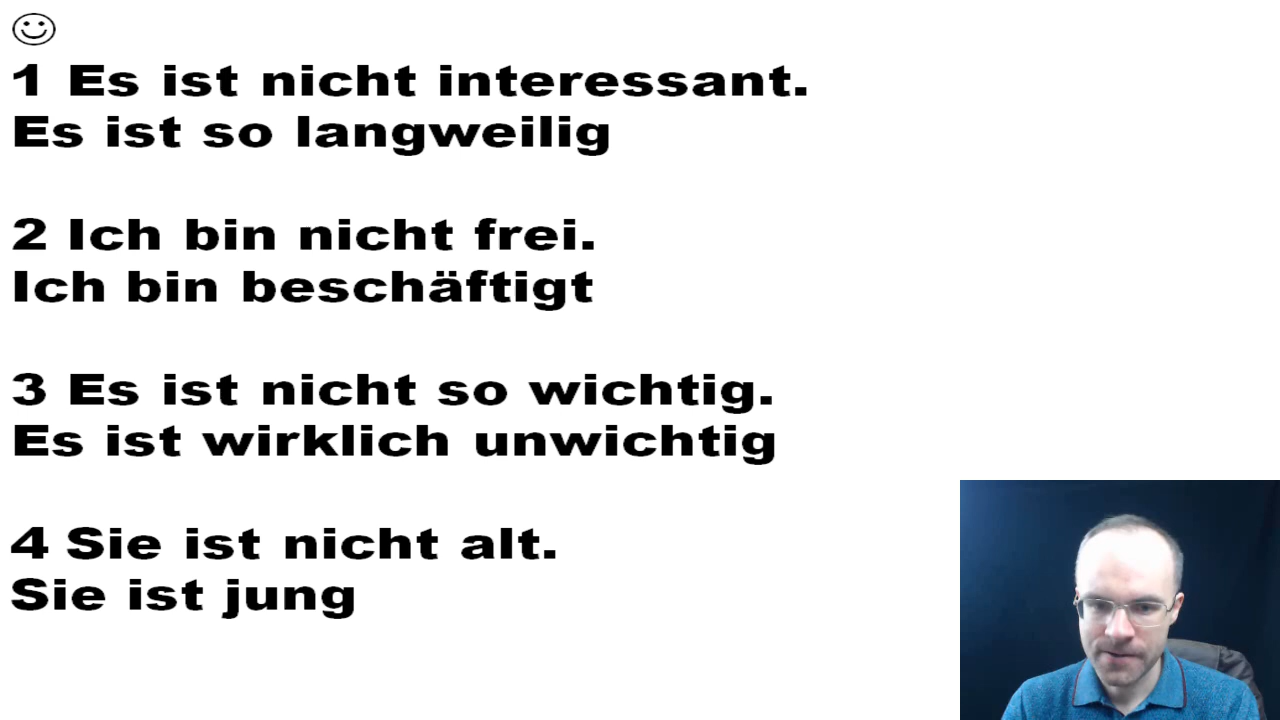 1 Es ist nicht interessant.
Es ist so langweilig
2 Ich bin nicht frei.
Ich bin beschäftigt
3 Es ist nicht so wichtig.
Es ist wirklich unwichtig
4 Sie ist nicht alt.
Sie ist jung